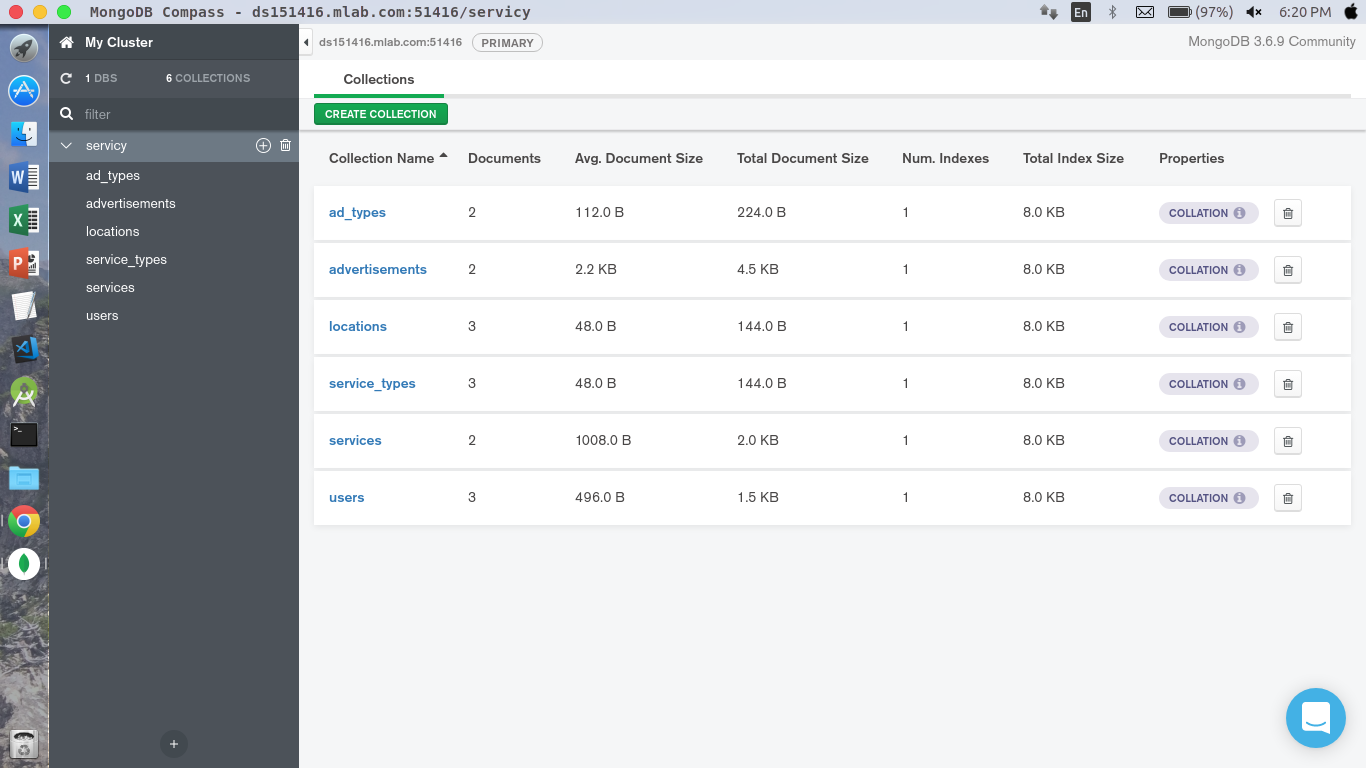 MongoDB Compass - ds151416.mlab.com:51416/servicy
En
(97%)
6:20 PM
My Cluster
1 DBS
6 COLLECTIONS
filter
servicy
ad_types
advertisements
locations
service_types
services
users
+
ds151416.mlab.com:51416
PRIMARY
MongoDB 3.6.9 Community
Collections
CREATE COLLECTION
Collection Name Documents Avg. Document Size Total Document Size Num. Indexes Total Index Size Properties
ad_types 2 112.0 B 224.0 B 1 8.0 KB COLLATION i
advertisements 2 2.2 KB 4.5 KB 1 8.0 KB COLLATION i
locations 3 48.0 B 144.0 B 1 8.0 KB COLLATION i
service_types 3 48.0 B 144.0 B 1 8.0 KB COLLATION i
services 2 1008.0 B 2.0 KB 1 8.0 KB COLLATION i
users 3 496.0 B 1.5 KB 1 8.0 KB COLLATION i
W
X
P
>_